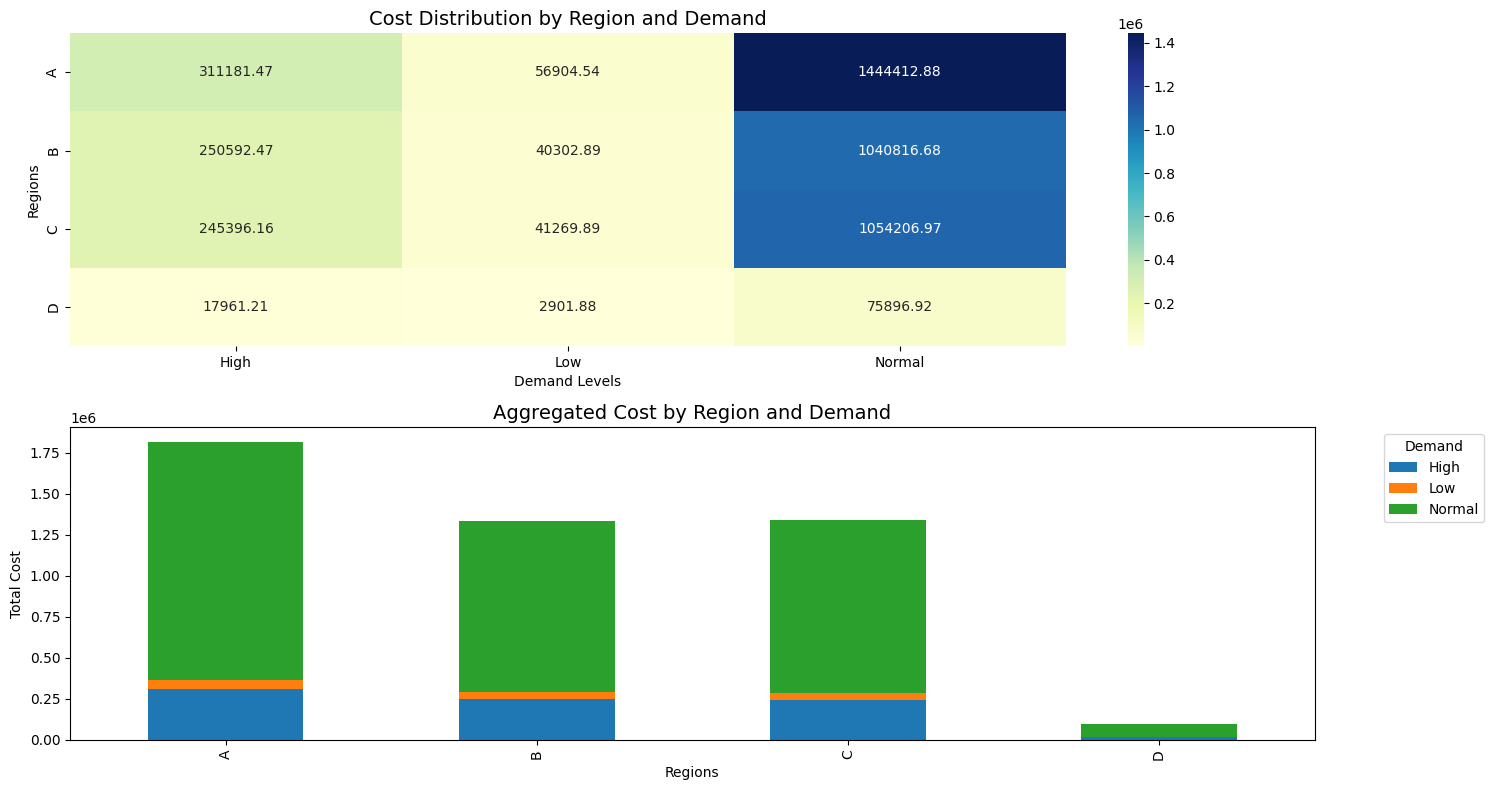 Cost Distribution by Region and Demand
1e6
A 311181.47 56904.54 1444412.88
B 250592.47 40302.89 1040816.68
C 245396.16 41269.89 1054206.97
D 17961.21 2901.88 75896.92
Regions
High Low Normal
Demand Levels
1.4
1.2
1.0
0.8
0.6
0.4
0.2
Aggregated Cost by Region and Demand
1e6
1.75
1.50
1.25
1.00
0.75
0.50
0.25
0.00
Total Cost
A B C D
Regions
Demand
High
Low
Normal